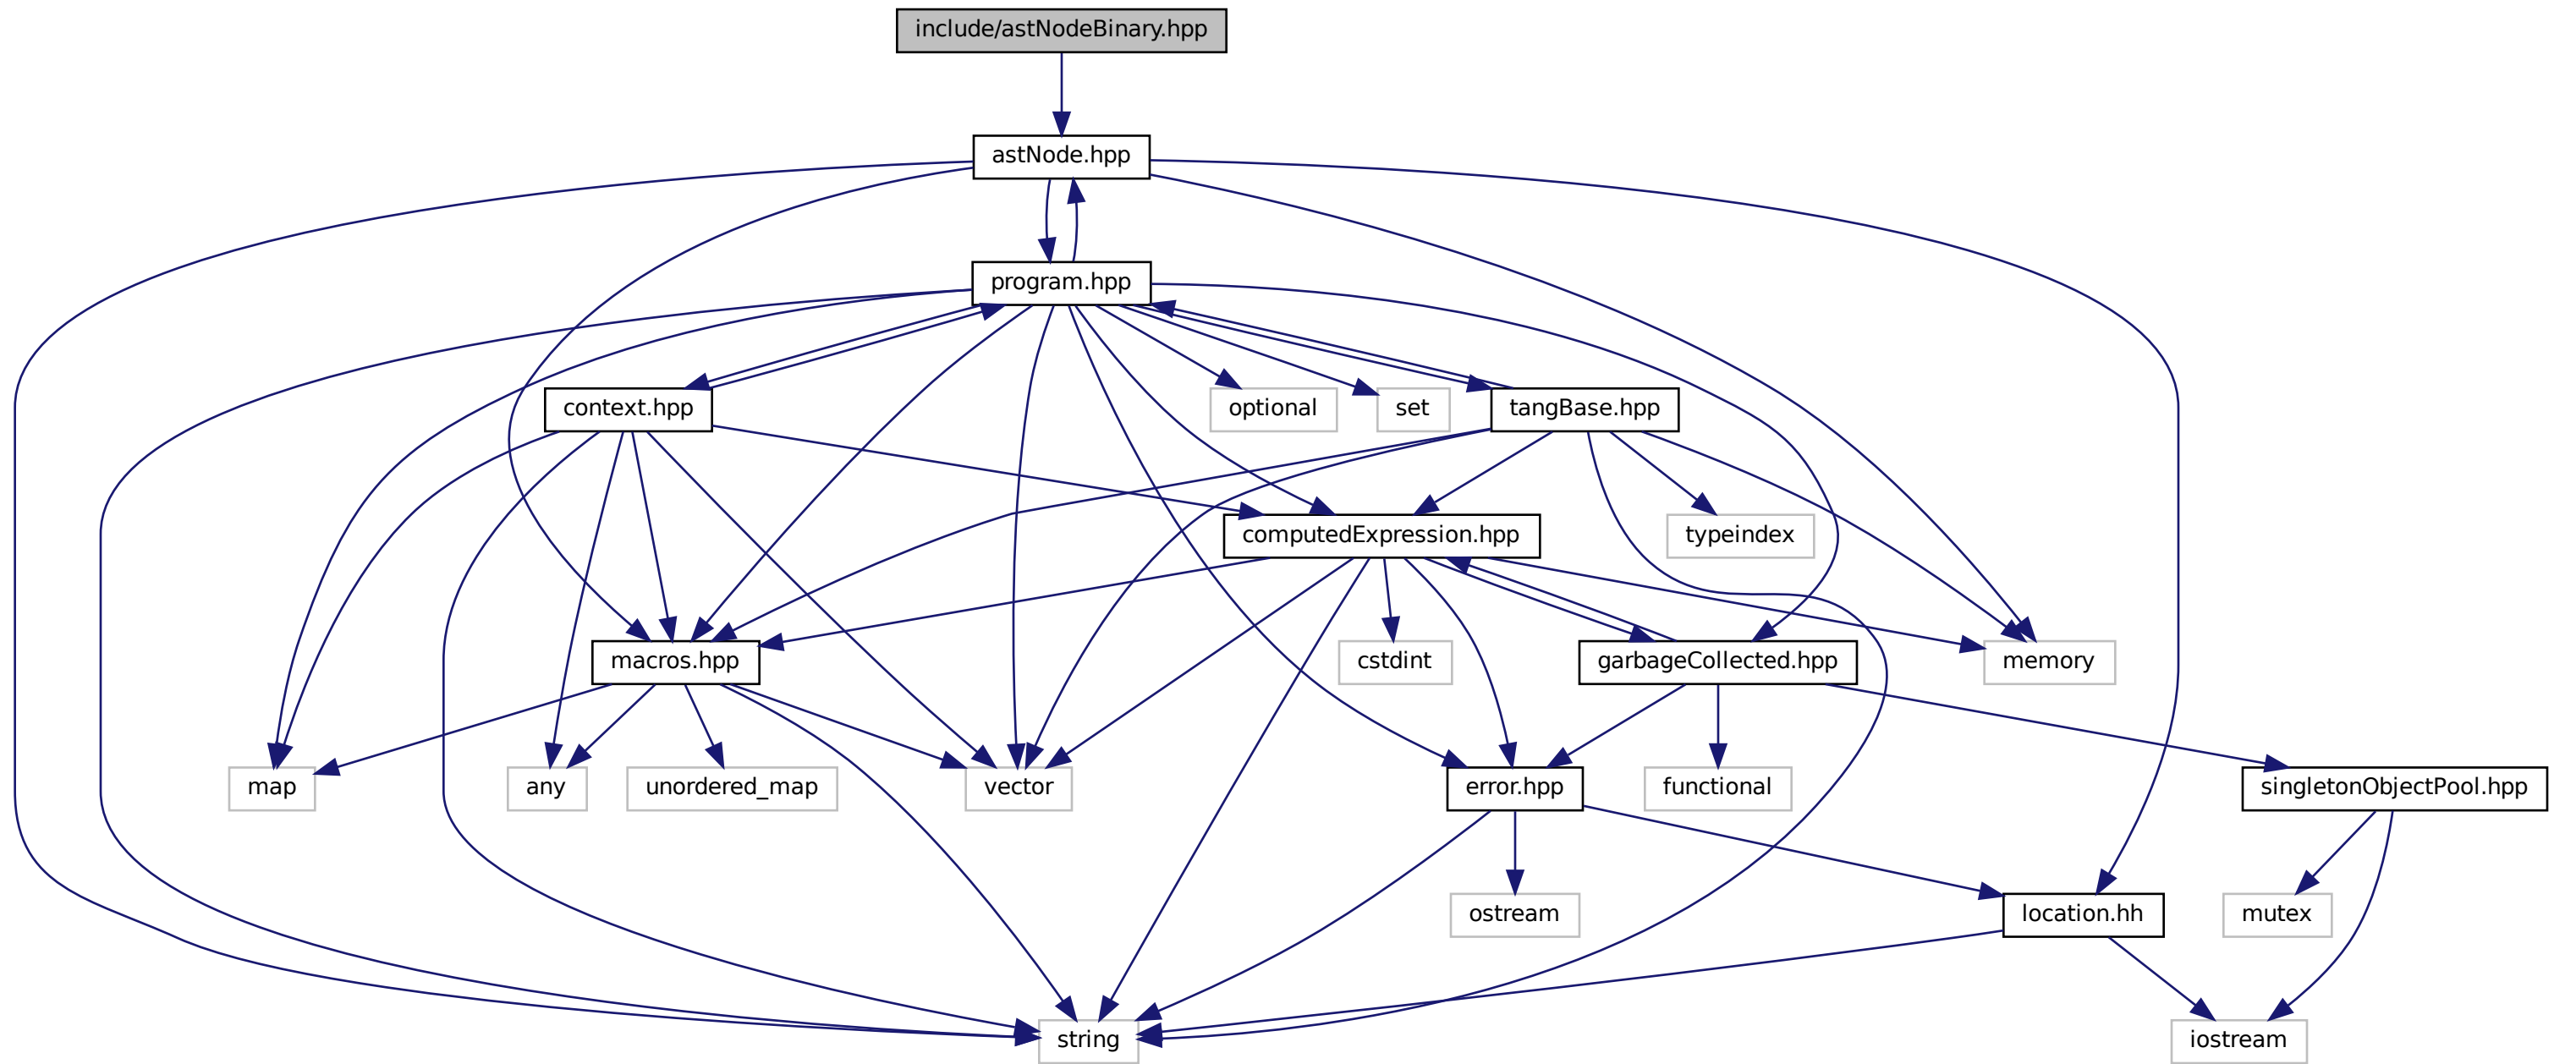 include/astNodeBinary.hpp
astNode.hpp
program.hpp
context.hpp
optional
set
tangBase.hpp
computedExpression.hpp
typeindex
macros.hpp
cstdint
garbageCollected.hpp
memory
map
any
unordered_map
vector
error.hpp
functional
singletonObjectPool.hpp
ostream
location.hh
mutex
string
iostream